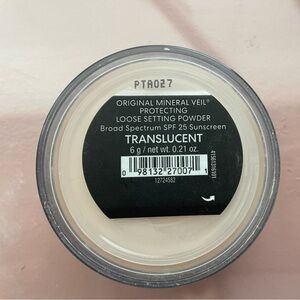 PTA027
ORIGINAL MINERAL VEIL®
PROTECTING
LOOSE SETTING POWDER
Broad Spectrum SPF 25 Sunscreen
TRANSLUCENT
6 g / net wt. 0.21 oz.
0 98132 27007 1
12724582